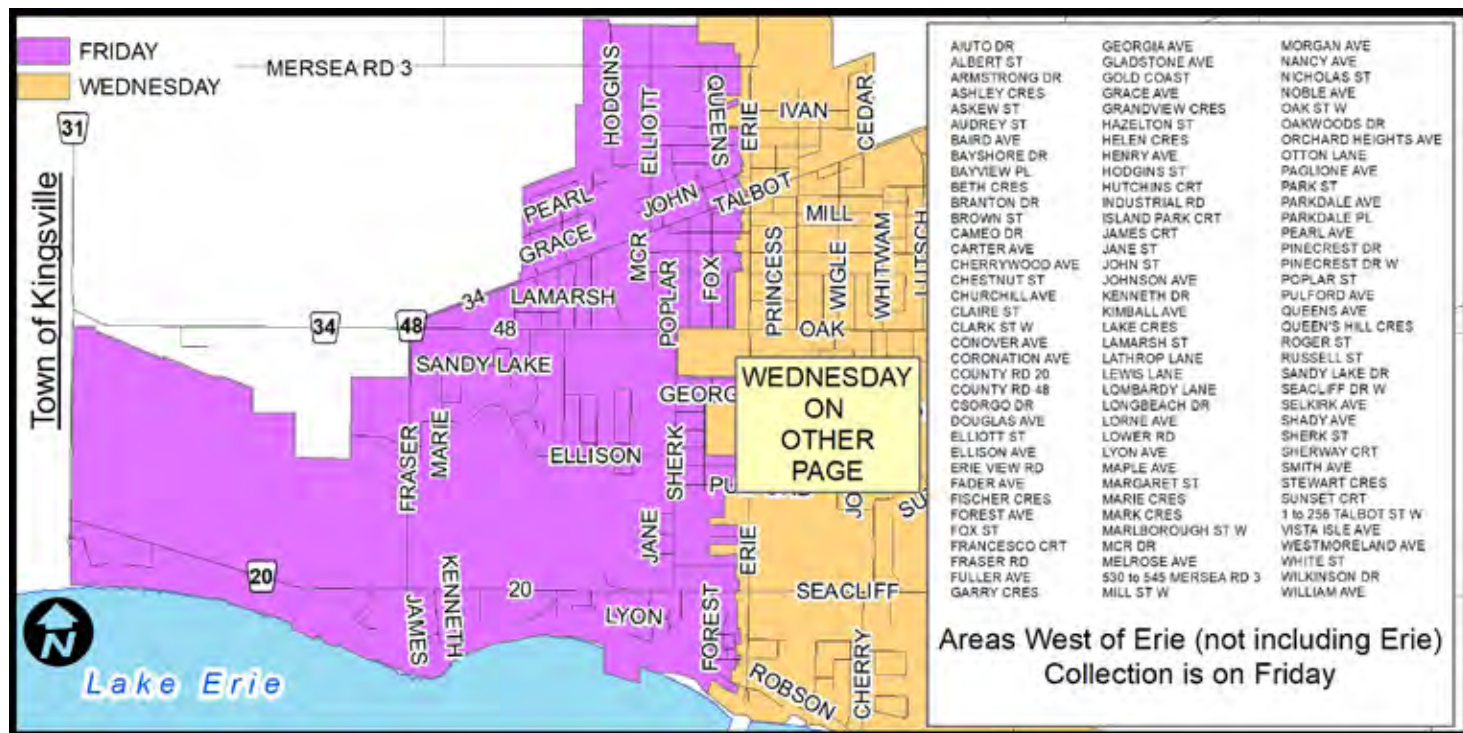 FRIDAY
WEDNESDAY
MERSEA RD 3
31
Town of Kingsville
HODGINS
ELLIOTT
QUEENS
ERIE
IVAN
CEDAR
PEARL
JOHN
TALBOT
GRACE
MILL
MCR
FOX
PRINCESS
WIGLE
WHITWAM
LUTSCH
34
LAMARSH
POPLAR
34
48
48
OAK
SANDY LAKE
GEORG
WEDNESDAY
ON
OTHER
PAGE
FRASER
MARIE
ELLISON
SHERK
JANE
ERIE
20
KENNETH
20
SEACLIFF
JAMES
LYON
FOREST
ROBSON
CHERRY
N
Lake Erie
AIUTO DR
ALBERT ST
ARMSTRONG DR
ASHLEY CRES
ASKEW ST
AUDREY ST
BAIRD AVE
BAYSHORE DR
BAYVIEW PL
BETH CRES
BRANTON DR
BROWN ST
CAMEO DR
CARTER AVE
CHERRYWOOD AVE
CHESTNUT ST
CHURCHILL AVE
CLAIRE ST
CLARK ST W
CONOVER AVE
CORONATION AVE
COUNTY RD 20
COUNTY RD 48
CSORGO DR
DOUGLAS AVE
ELLIOTT ST
ELLISON AVE
ERIE VIEW RD
FADER AVE
FISCHER CRES
FOREST AVE
FOX ST
FRANCESCO CRT
FRASER RD
FULLER AVE
GARRY CRES
GEORGIA AVE
GLADSTONE AVE
GOLD COAST
GRACE AVE
GRANDVIEW CRES
HAZELTON ST
HELEN CRES
HENRY AVE
HODGINS ST
HUTCHINS CRT
INDUSTRIAL RD
ISLAND PARK CRT
JAMES CRT
JANE ST
JOHN ST
JOHNSON AVE
KENNETH DR
KIMBALL AVE
LAKE CRES
LAMARSH ST
LATHROP LANE
LEWIS LANE
LOMBARDY LANE
LONGBEACH DR
LORNE AVE
LOWER RD
LYON AVE
MAPLE AVE
MARGARET ST
MARIE CRES
MARK CRES
MARLBOROUGH ST W
MCR DR
MELROSE AVE
530 to 545 MERSEA RD 3
MILL ST W
MORGAN AVE
NANCY AVE
NICHOLAS ST
NOBLE AVE
OAK ST W
OAKWOODS DR
ORCHARD HEIGHTS AVE
OTTON LANE
PAGLIONE AVE
PARK ST
PARKDALE AVE
PARKDALE PL
PEARL AVE
PINECREST DR
PINECREST DR W
POPLAR ST
PULFORD AVE
QUEENS AVE
QUEEN'S HILL CRES
ROGER ST
RUSSELL ST
SANDY LAKE DR
SEACLIFF DR W
SELKIRK AVE
SHADY AVE
SHERK ST
SHERWAY CRT
SMITH AVE
STEWART CRES
SUNSET CRT
1 to 256 TALBOT ST W
VISTA ISLE AVE
WESTMORELAND AVE
WHITE ST
WILKINSON DR
WILLIAM AVE
Areas West of Erie (not including Erie)
Collection is on Friday